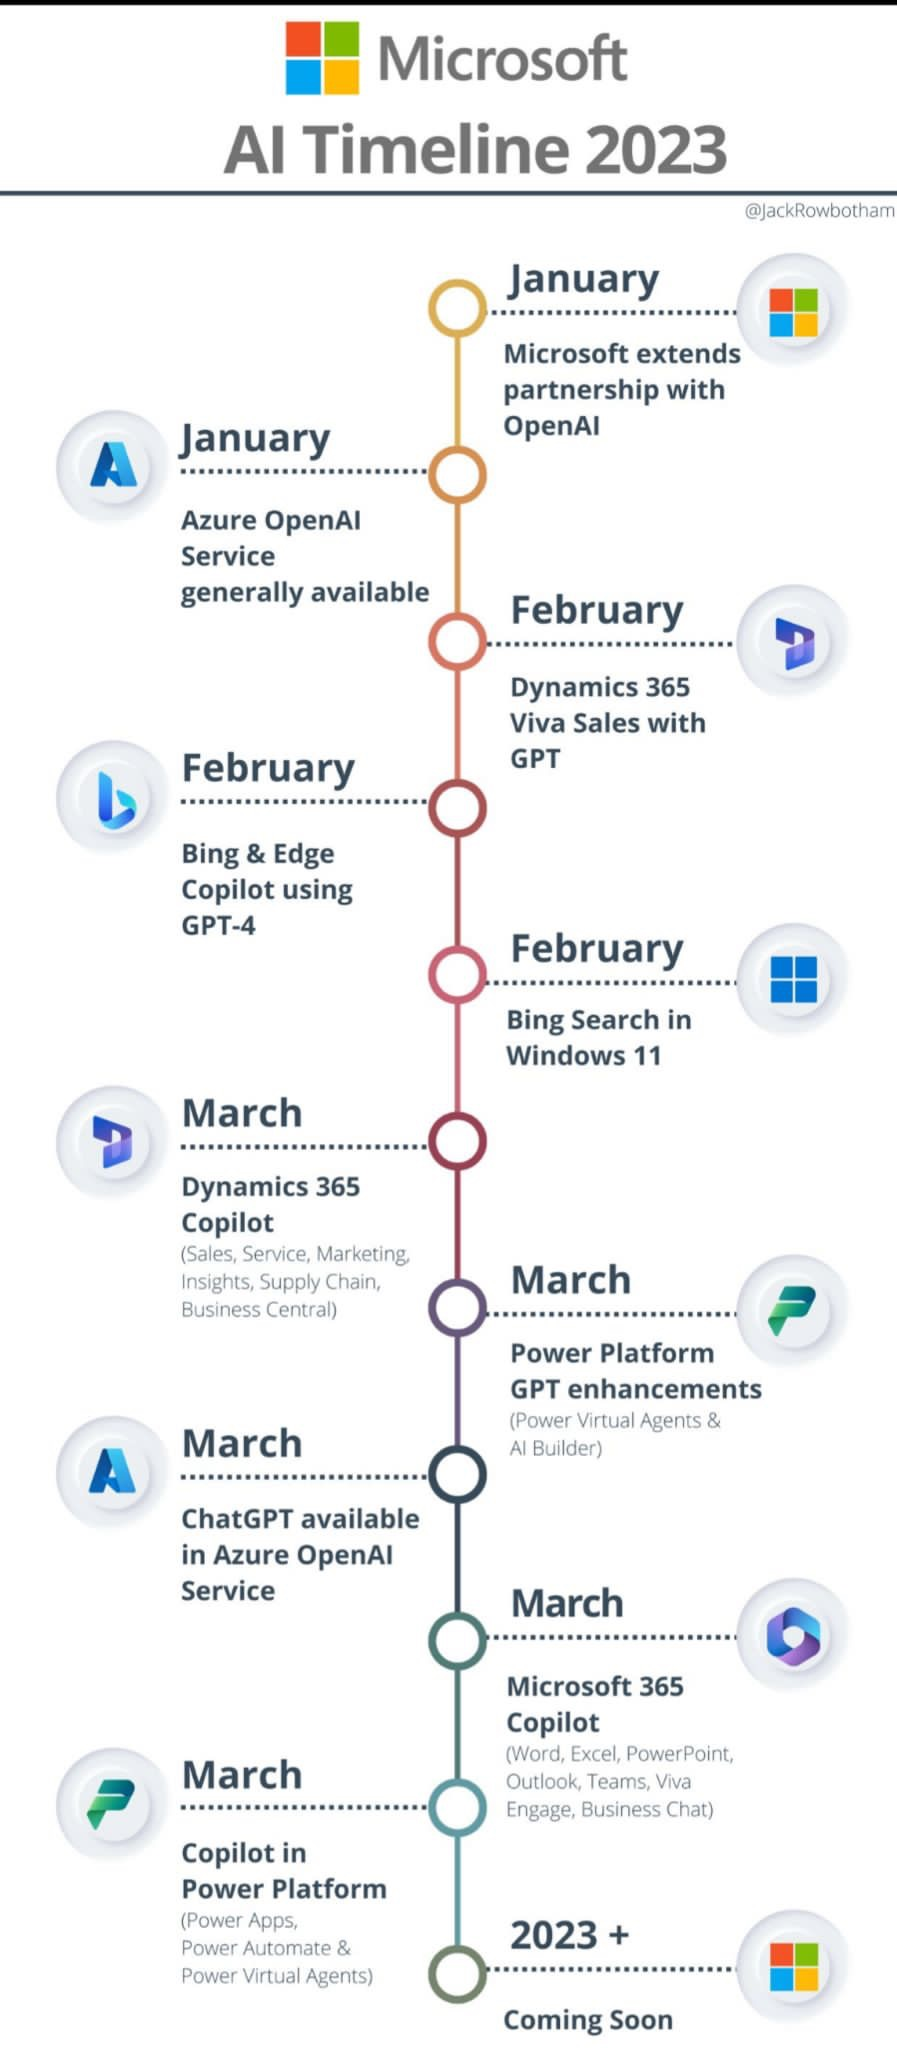 Microsoft
AI Timeline 2023
@JackRowbotham
January
Microsoft extends
partnership with
OpenAI
January
Azure OpenAI
Service
generally available
February
Dynamics 365
Viva Sales with
GPT
February
Bing & Edge
Copilot using
GPT-4
February
Bing Search in
Windows 11
March
Dynamics 365
Copilot
(Sales, Service, Marketing,
Insights, Supply Chain,
Business Central)
March
Power Platform
GPT enhancements
(Power Virtual Agents &
AI Builder)
March
ChatGPT available
in Azure OpenAI
Service
March
Microsoft 365
Copilot
(Word, Excel, PowerPoint,
Outlook, Teams, Viva
Engage, Business Chat)
March
Copilot in
Power Platform
(Power Apps,
Power Automate &
Power Virtual Agents)
2023 +
Coming Soon